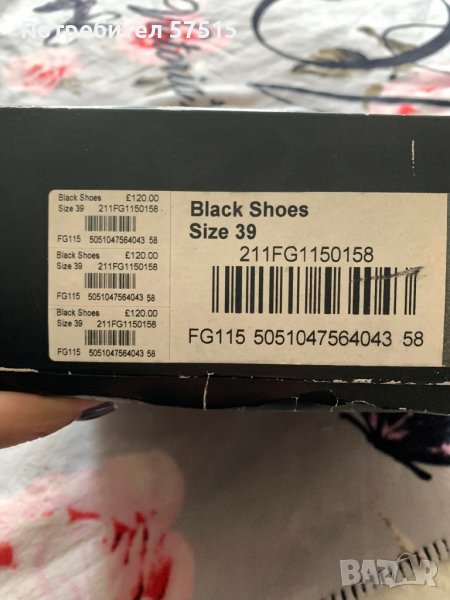 Потребител 57515
Black Shoes £120.00
Size 39 211FG1150158
FG115 5051047564043 58
Black Shoes £120.00
Size 39 211FG1150158
FG115 5051047564043 58
Black Shoes £120.00
Size 39 211FG1150158
FG115 5051047564043 58
Black Shoes
Size 39
211FG1150158
FG115 5051047564043 58
BAZAR